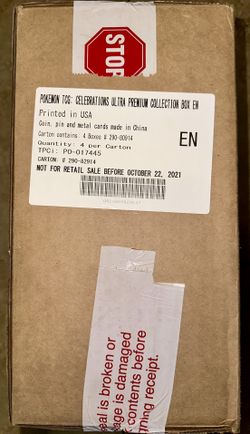 STOP
POKEMON TCG: CELEBRATIONS ULTRA PREMIUM COLLECTION BOX EN
Printed in USA
Coin, pin and metal cards made in China
Carton contains: 4 Boxes # 290-80914
Quantity: 4 per Carton
TPCi: PO-017445
CARTON: # 290-82914
NOT FOR RETAIL SALE BEFORE OCTOBER 22, 2021
EN
eal is broken or
age is damaged
k contents before
ning receipt.